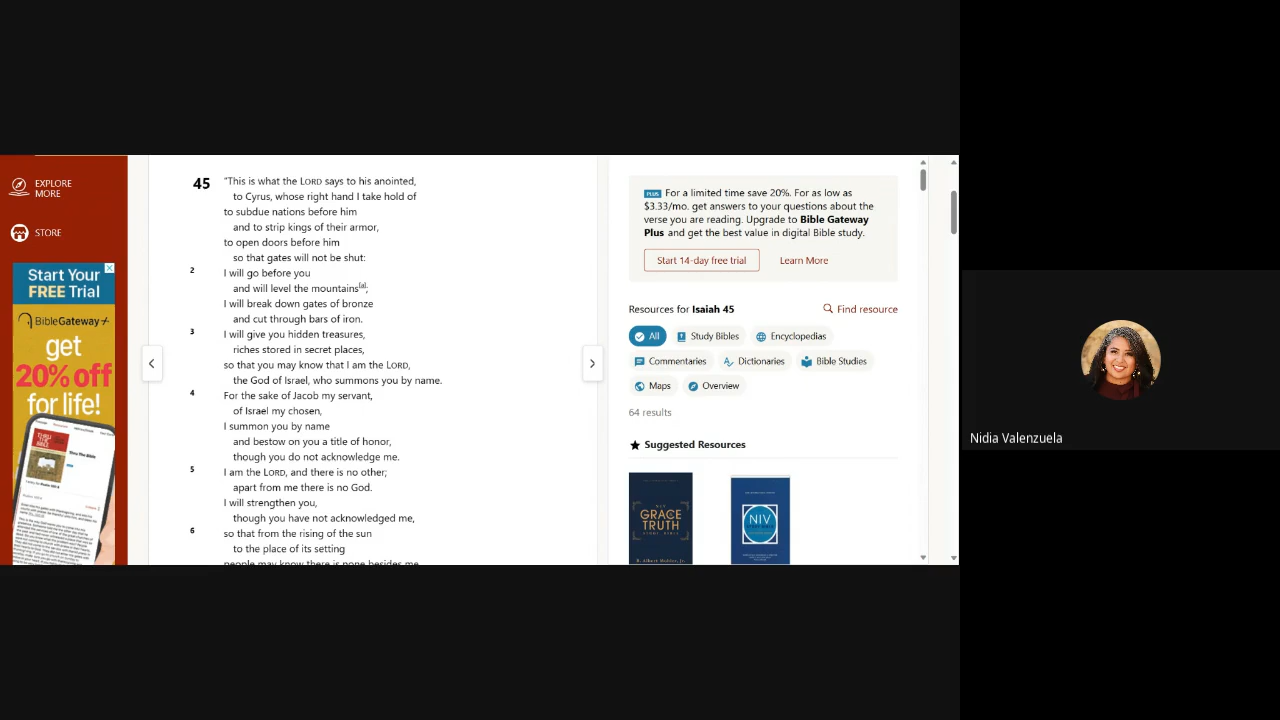 EXPLORE
MORE
STORE
Start Your
FREE Trial
BibleGateway+
get
20% off
for life!
45 "This is what the LORD says to his anointed,
to Cyrus, whose right hand I take hold of
to subdue nations before him
and to strip kings of their armor,
to open doors before him
so that gates will not be shut:
2 I will go before you
and will level the mountains[a];
I will break down gates of bronze
and cut through bars of iron.
3 I will give you hidden treasures,
riches stored in secret places,
so that you may know that I am the LORD,
the God of Israel, who summons you by name.
4 For the sake of Jacob my servant,
of Israel my chosen,
I summon you by name
and bestow on you a title of honor,
though you do not acknowledge me.
5 I am the LORD, and there is no other;
apart from me there is no God.
I will strengthen you,
though you have not acknowledged me,
6 so that from the rising of the sun
to the place of its setting
people may know there is none besides me
PLUS For a limited time save 20%. For as low as
$3.33/mo. get answers to your questions about the
verse you are reading. Upgrade to Bible Gateway
Plus and get the best value in digital Bible study.
Start 14-day free trial Learn More
Resources for Isaiah 45 Find resource
All Study Bibles Encyclopedias
Commentaries Dictionaries Bible Studies
Maps Overview
64 results
Suggested Resources
GRACE
TRUTH
NIV
Nidia Valenzuela